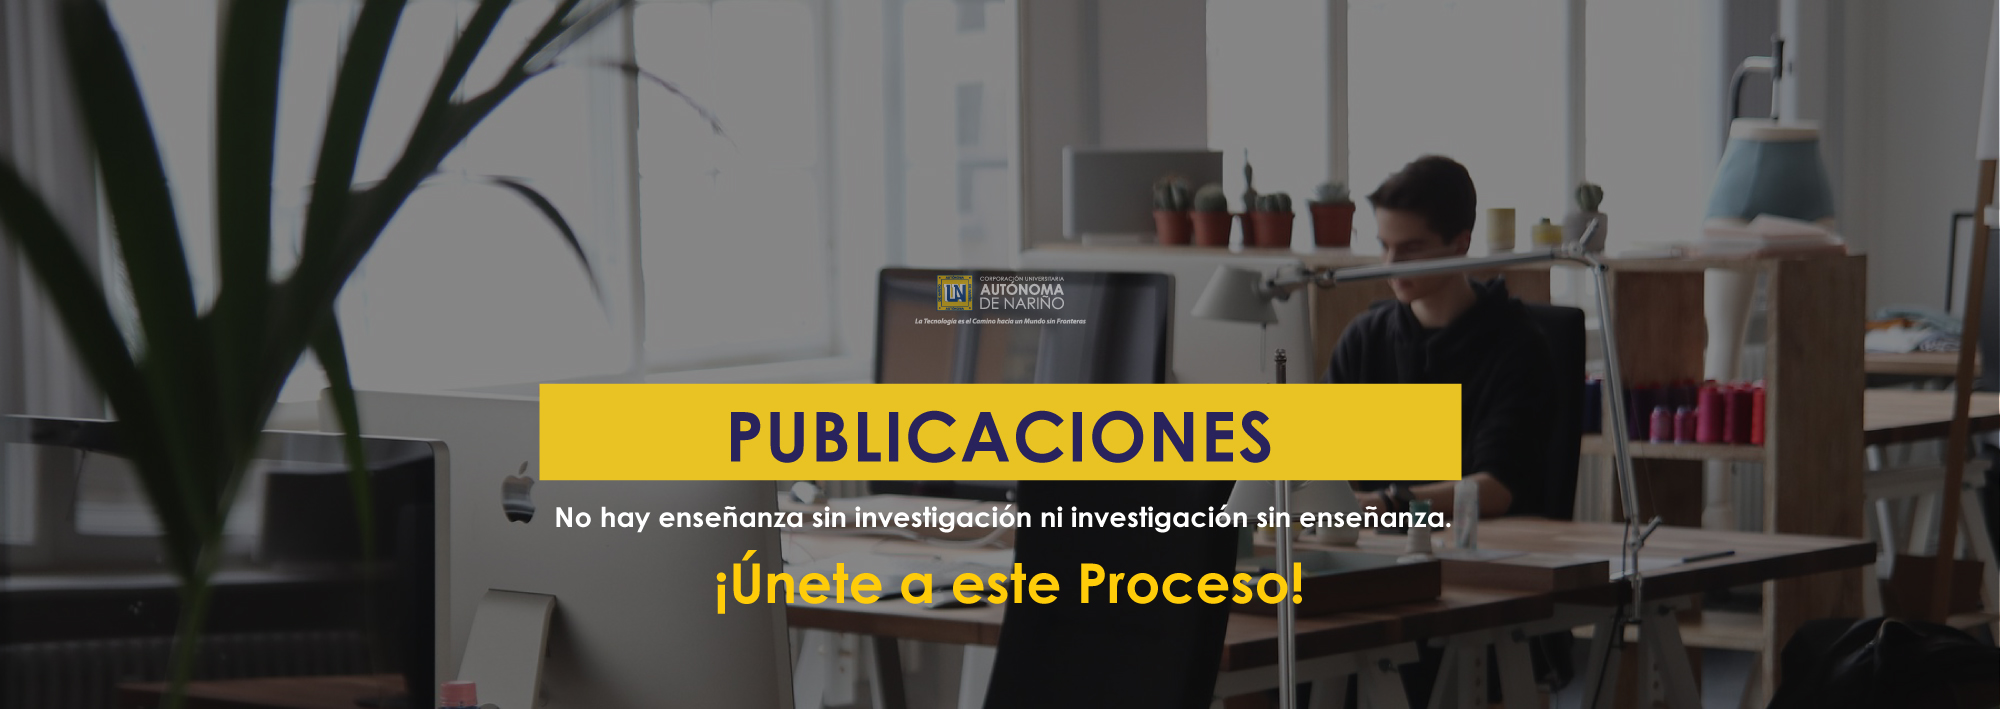 CORPORACIÓN UNIVERSITARIA
AUTÓNOMA
DE NARIÑO
La Tecnología es el Camino hacia un Mundo sin Fronteras
PUBLICACIONES
No hay enseñanza sin investigación ni investigación sin enseñanza.
¡Únete a este Proceso!